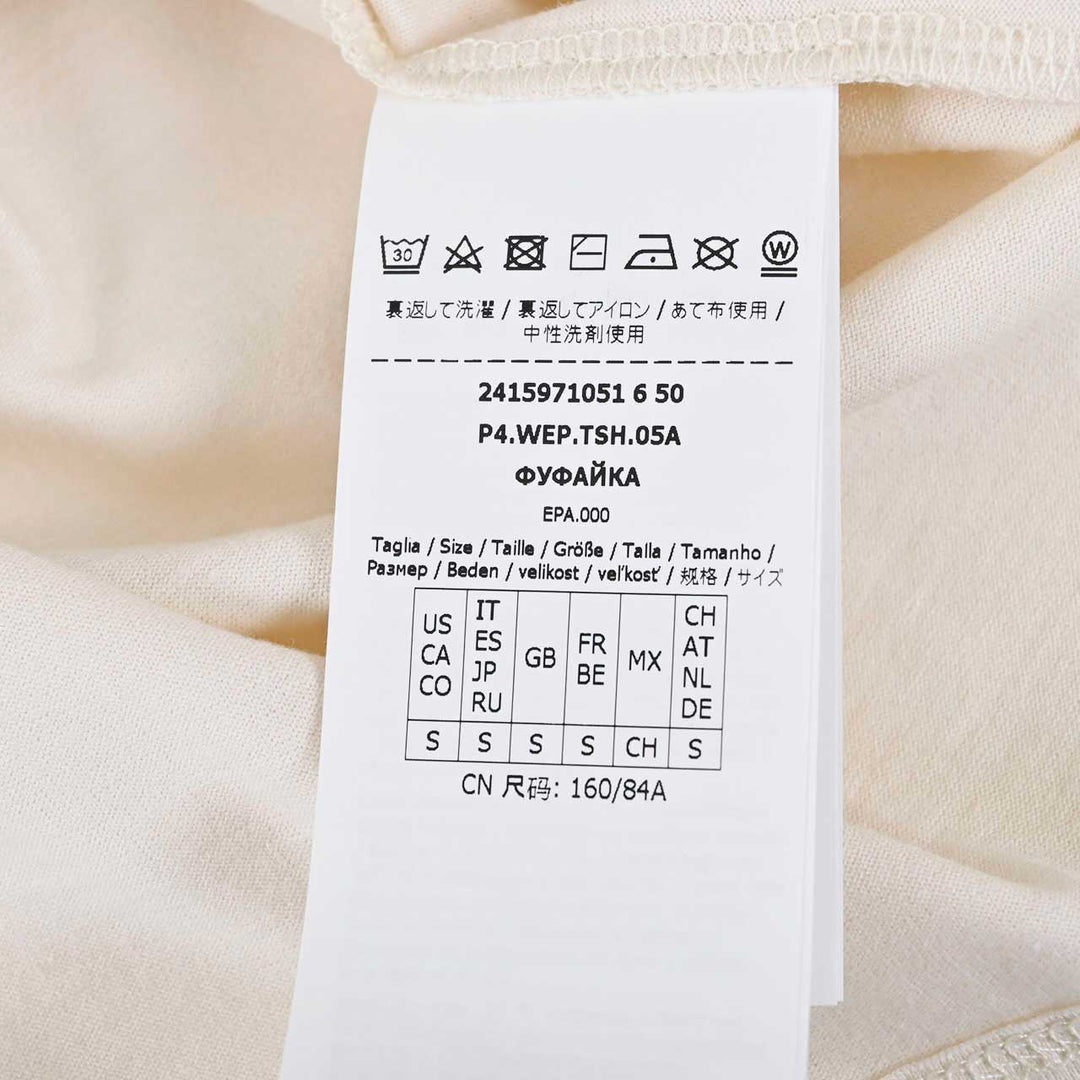 30 W
裏返して洗濯 / 裏返してアイロン / あて布使用 /
中性洗剤使用
2415971051 6 50
P4.WEP.TSH.05A
ФУФАЙКА
EPA.000
Taglia / Size / Taille / Größe / Talla / Tamanho /
Размер / Beden / velikost / veľkosť / 规格 / サイズ
US CA CO
IT ES JP RU
GB
FR BE
MX
CH AT NL DE
S S S S CH S
CN 尺码: 160/84A